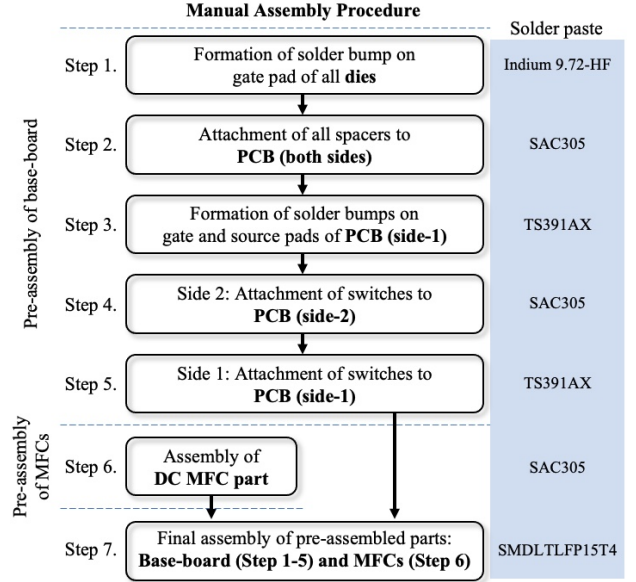 Manual Assembly Procedure
Solder paste
Pre-assembly of base-board
Step 1.
Formation of solder bump on
gate pad of all dies
Indium 9.72-HF
Step 2.
Attachment of all spacers to
PCB (both sides)
SAC305
Step 3.
Formation of solder bumps on
gate and source pads of PCB (side-1)
TS391AX
Step 4.
Side 2: Attachment of switches to
PCB (side-2)
SAC305
Step 5.
Side 1: Attachment of switches to
PCB (side-1)
TS391AX
Pre-assembly
of MFCs
Step 6.
Assembly of
DC MFC part
SAC305
Step 7.
Final assembly of pre-assembled parts:
Base-board (Step 1-5) and MFCs (Step 6)
SMDLTLFP15T4